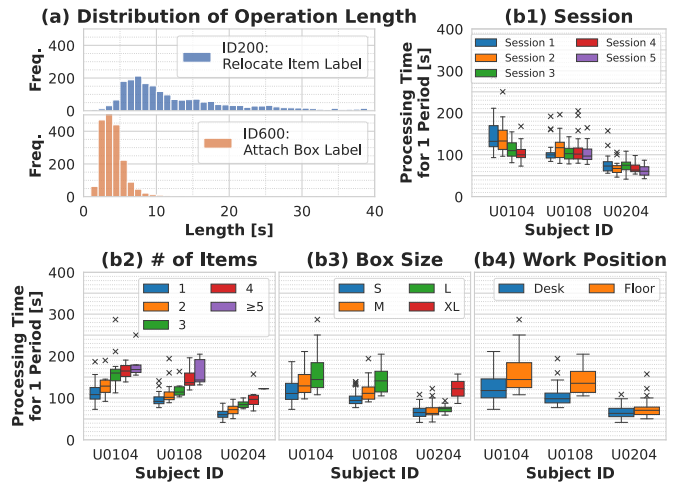 (a) Distribution of Operation Length
Freq.
400
200
0
ID200:
Relocate Item Label
Freq.
400
200
0
ID600:
Attach Box Label
0
10
20
30
40
Length [s]
(b1) Session
Processing Time
for 1 Period [s]
400
300
200
100
0
Session 1
Session 2
Session 3
Session 4
Session 5
U0104
U0108
U0204
Subject ID
(b2) # of Items
Processing Time
for 1 Period [s]
400
300
200
100
0
1
2
3
4
≥5
U0104
U0108
U0204
Subject ID
(b3) Box Size
S
M
L
XL
U0104
U0108
U0204
Subject ID
(b4) Work Position
Desk
Floor
U0104
U0108
U0204
Subject ID